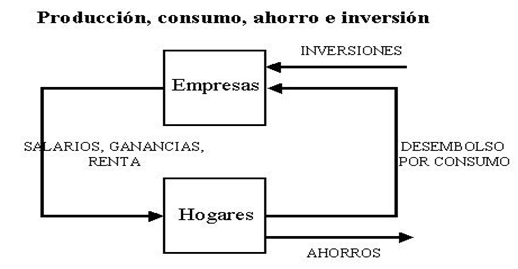 Producción, consumo, ahorro e inversión
INVERSIONES
Empresas
SALARIOS, GANANCIAS,
RENTA
DESEMBOLSO
POR CONSUMO
Hogares
AHORROS